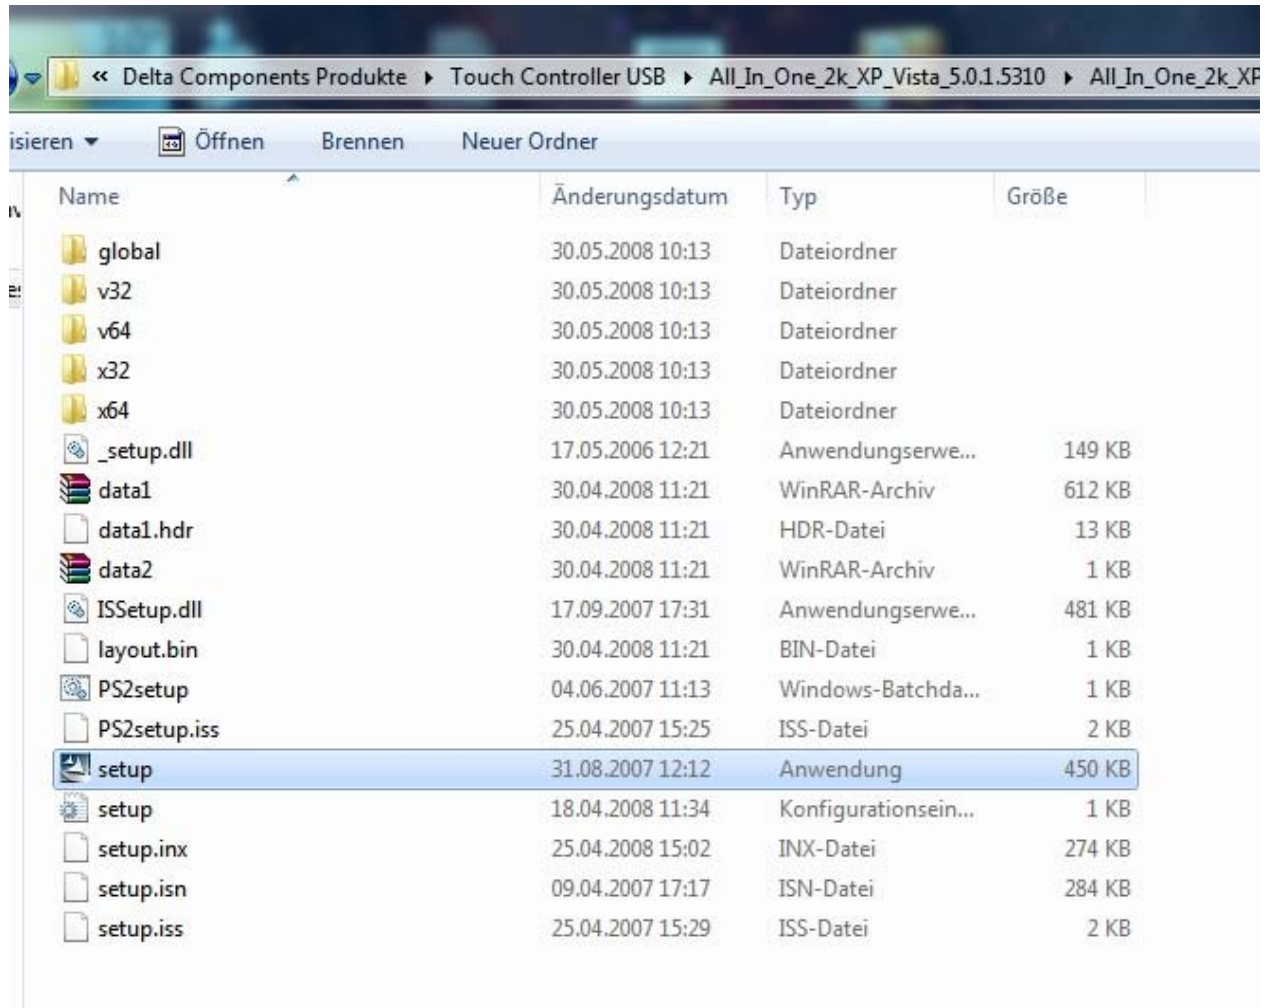 « Delta Components Produkte ▸ Touch Controller USB ▸ All_In_One_2k_XP_Vista_5.0.1.5310 ▸ All_In_One_2k_XP
isieren Öffnen Brennen Neuer Ordner
Name Änderungsdatum Typ Größe
global 30.05.2008 10:13 Dateiordner
v32 30.05.2008 10:13 Dateiordner
v64 30.05.2008 10:13 Dateiordner
x32 30.05.2008 10:13 Dateiordner
x64 30.05.2008 10:13 Dateiordner
_setup.dll 17.05.2006 12:21 Anwendungserwe... 149 KB
data1 30.04.2008 11:21 WinRAR-Archiv 612 KB
data1.hdr 30.04.2008 11:21 HDR-Datei 13 KB
data2 30.04.2008 11:21 WinRAR-Archiv 1 KB
ISSetup.dll 17.09.2007 17:31 Anwendungserwe... 481 KB
layout.bin 30.04.2008 11:21 BIN-Datei 1 KB
PS2setup 04.06.2007 11:13 Windows-Batchda... 1 KB
PS2setup.iss 25.04.2007 15:25 ISS-Datei 2 KB
setup 31.08.2007 12:12 Anwendung 450 KB
setup 18.04.2008 11:34 Konfigurationsein... 1 KB
setup.inx 25.04.2008 15:02 INX-Datei 274 KB
setup.isn 09.04.2007 17:17 ISN-Datei 284 KB
setup.iss 25.04.2007 15:29 ISS-Datei 2 KB